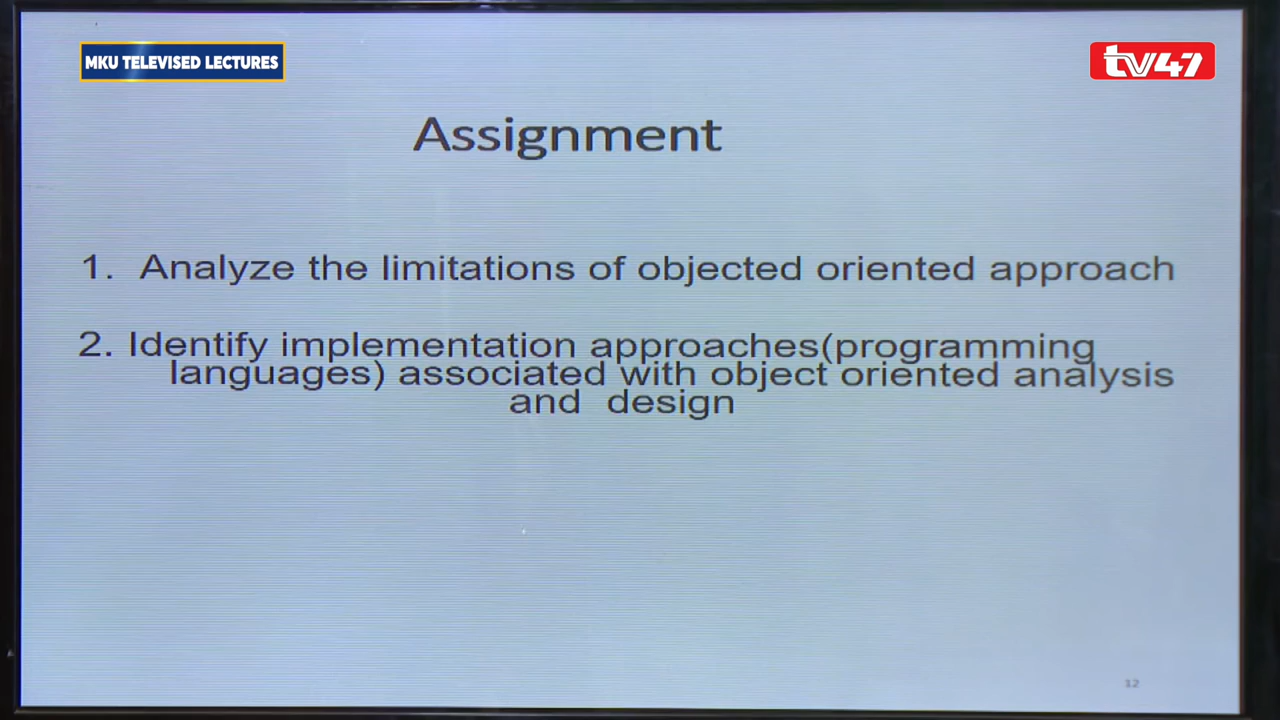 MKU TELEVISED LECTURES
tv47
Assignment
1. Analyze the limitations of objected oriented approach
2. Identify implementation approaches(programming
languages) associated with object oriented analysis
and design
12